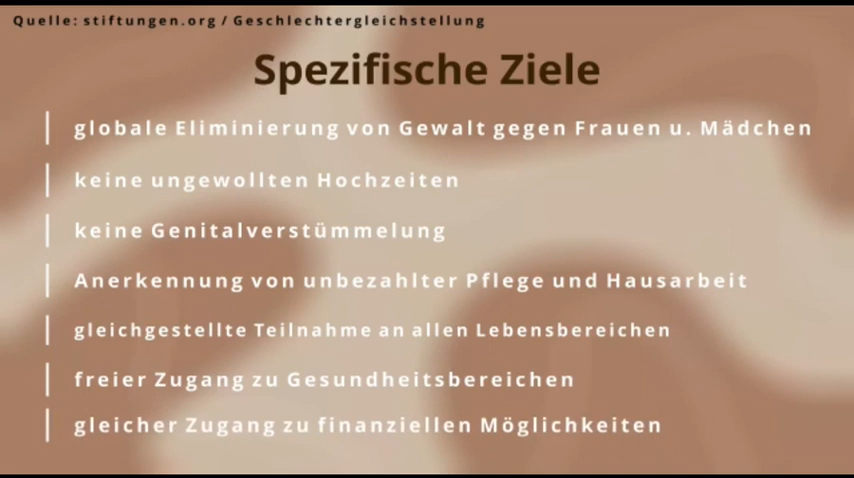 Quelle: stiftungen.org / Geschlechtergleichstellung
Spezifische Ziele
globale Eliminierung von Gewalt gegen Frauen u. Mädchen
keine ungewollten Hochzeiten
keine Genitalverstümmelung
Anerkennung von unbezahlter Pflege und Hausarbeit
gleichgestellte Teilnahme an allen Lebensbereichen
freier Zugang zu Gesundheitsbereichen
gleicher Zugang zu finanziellen Möglichkeiten